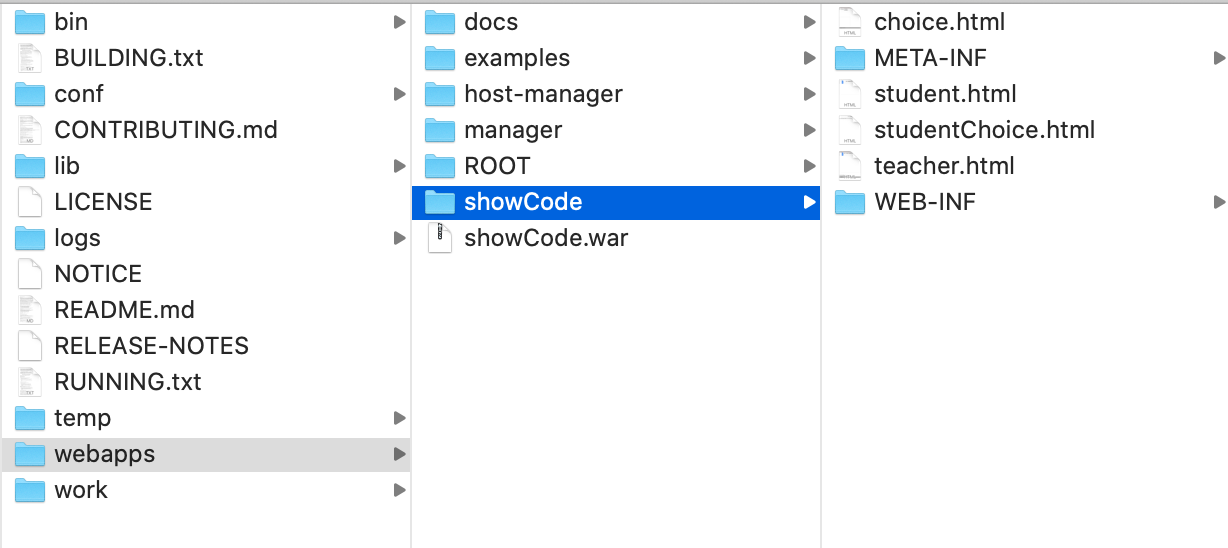 bin
BUILDING.txt
conf
CONTRIBUTING.md
lib
LICENSE
logs
NOTICE
README.md
RELEASE-NOTES
RUNNING.txt
temp
webapps
work
docs
examples
host-manager
manager
ROOT
showCode
showCode.war
choice.html
META-INF
student.html
studentChoice.html
teacher.html
WEB-INF